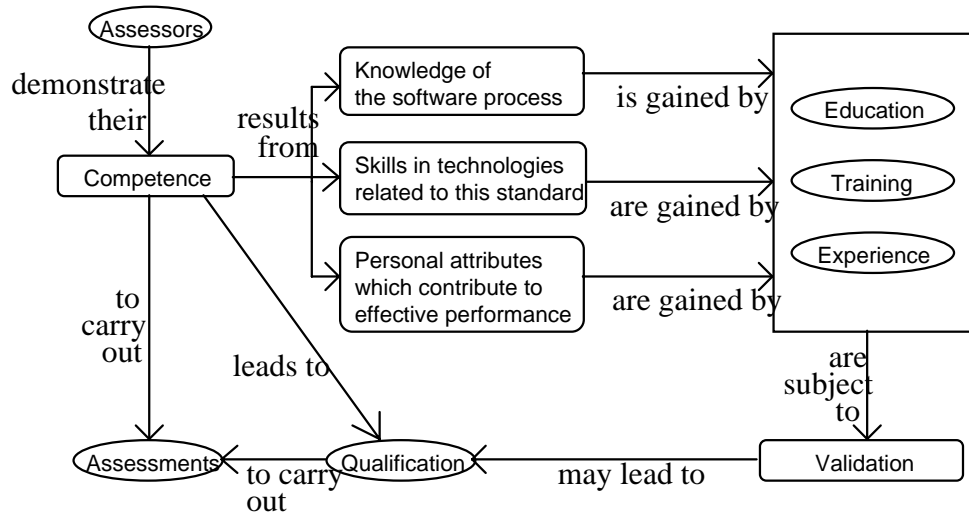 Assessors
demonstrate
their
Competence
results
from
Knowledge of
the software process
is gained by
Education
Skills in technologies
related to this standard
are gained by
Training
Personal attributes
which contribute to
effective performance
are gained by
Experience
to
carry
out
leads to
are
subject
to
Assessments
to carry
out
Qualification
may lead to
Validation